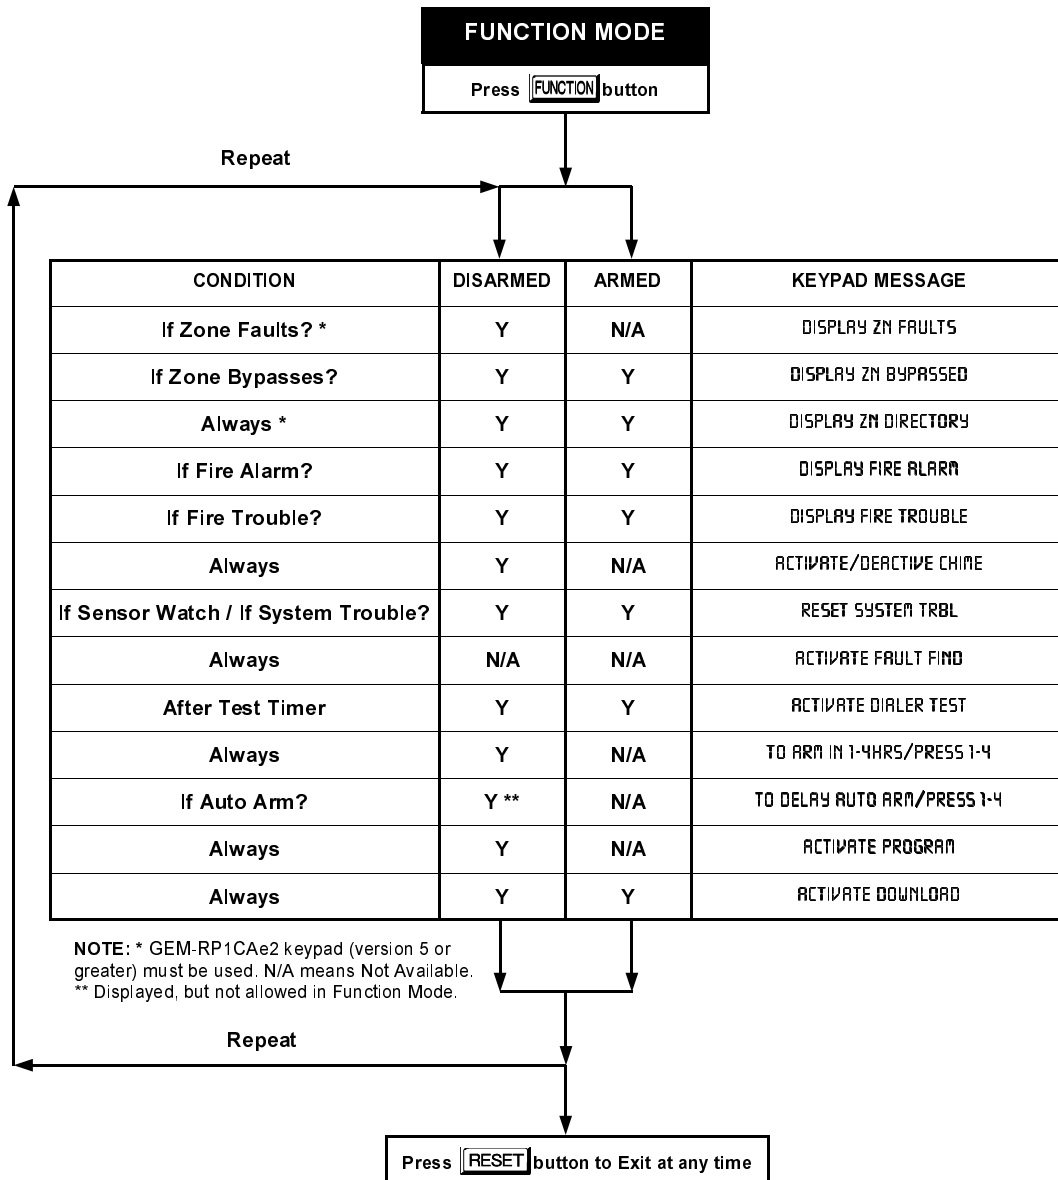 FUNCTION MODE
Press FUNCTION button
Repeat
CONDITION DISARMED ARMED KEYPAD MESSAGE
If Zone Faults? * Y N/A DISPLAY ZN FAULTS
If Zone Bypasses? Y Y DISPLAY ZN BYPASSED
Always * Y Y DISPLAY ZN DIRECTORY
If Fire Alarm? Y Y DISPLAY FIRE ALARM
If Fire Trouble? Y Y DISPLAY FIRE TROUBLE
Always Y N/A ACTIVATE/DEACTIVE CHIME
If Sensor Watch / If System Trouble? Y Y RESET SYSTEM TRBL
Always N/A N/A ACTIVATE FAULT FIND
After Test Timer Y Y ACTIVATE DIALER TEST
Always Y N/A TO ARM IN 1-4HRS/PRESS 1-4
If Auto Arm? Y ** N/A TO DELAY AUTO ARM/PRESS 1-4
Always Y N/A ACTIVATE PROGRAM
Always Y Y ACTIVATE DOWNLOAD
NOTE: * GEM-RP1CAe2 keypad (version 5 or
greater) must be used. N/A means Not Available.
** Displayed, but not allowed in Function Mode.
Repeat
Press RESET button to Exit at any time